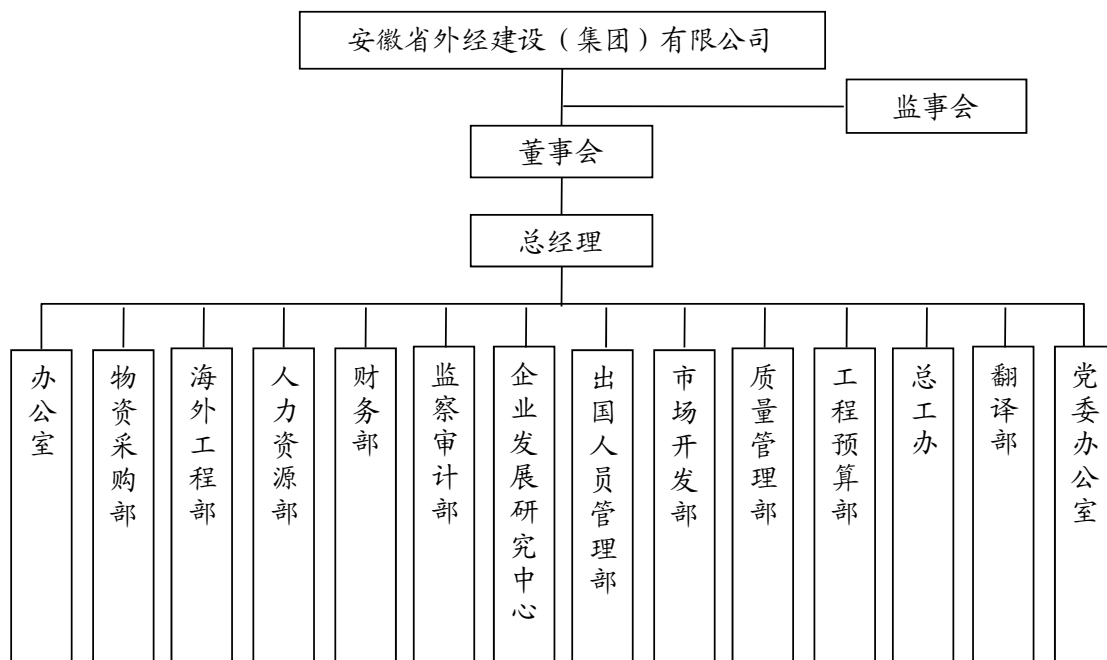 安徽省外经建设（集团）有限公司
监事会
董事会
总经理
办公室
物资采购部
海外工程部
人力资源部
财务部
监察审计部
企业发展研究中心
出国人员管理部
市场开发部
质量管理部
工程预算部
总工办
翻译部
党委办公室